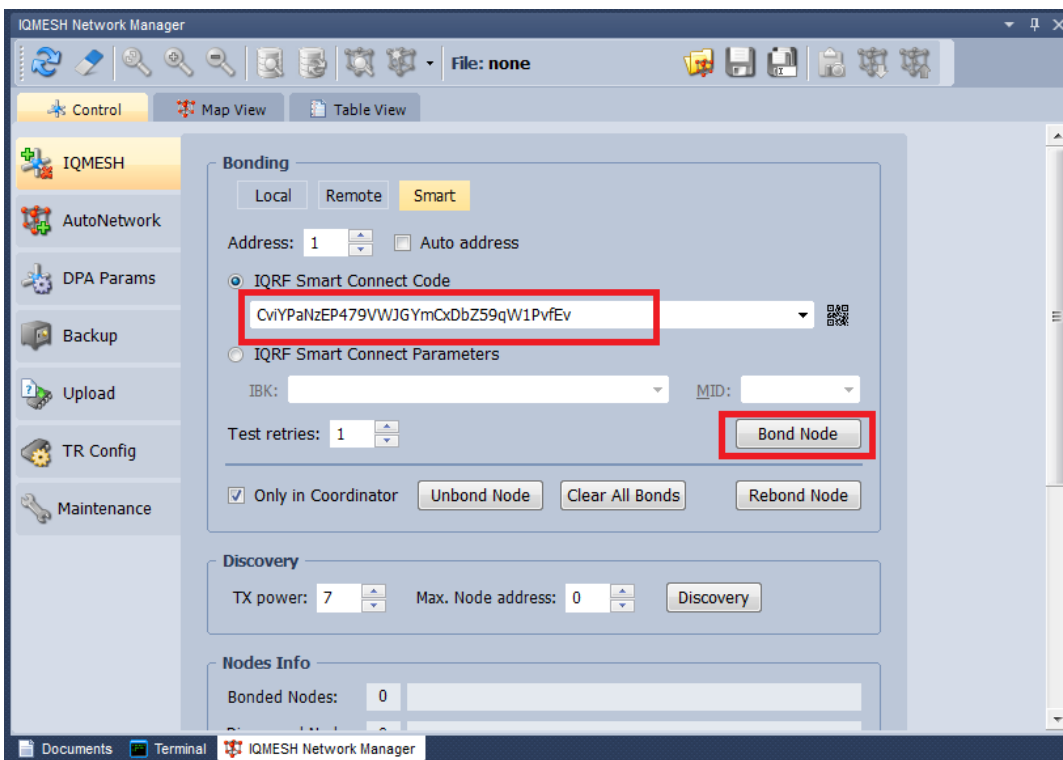 IQMESH Network Manager
File: none
Control Map View Table View
IQMESH
AutoNetwork
DPA Params
Backup
Upload
TR Config
Maintenance
Bonding
Local Remote Smart
Address: 1 Auto address
IQRF Smart Connect Code
CviYPaNzEP479VWJGYmCxDbZ59qW1PvfEv
IQRF Smart Connect Parameters
IBK: MID:
Test retries: 1 Bond Node
Only in Coordinator Unbond Node Clear All Bonds Rebond Node
Discovery
TX power: 7 Max. Node address: 0 Discovery
Nodes Info
Bonded Nodes: 0
Documents Terminal IQMESH Network Manager